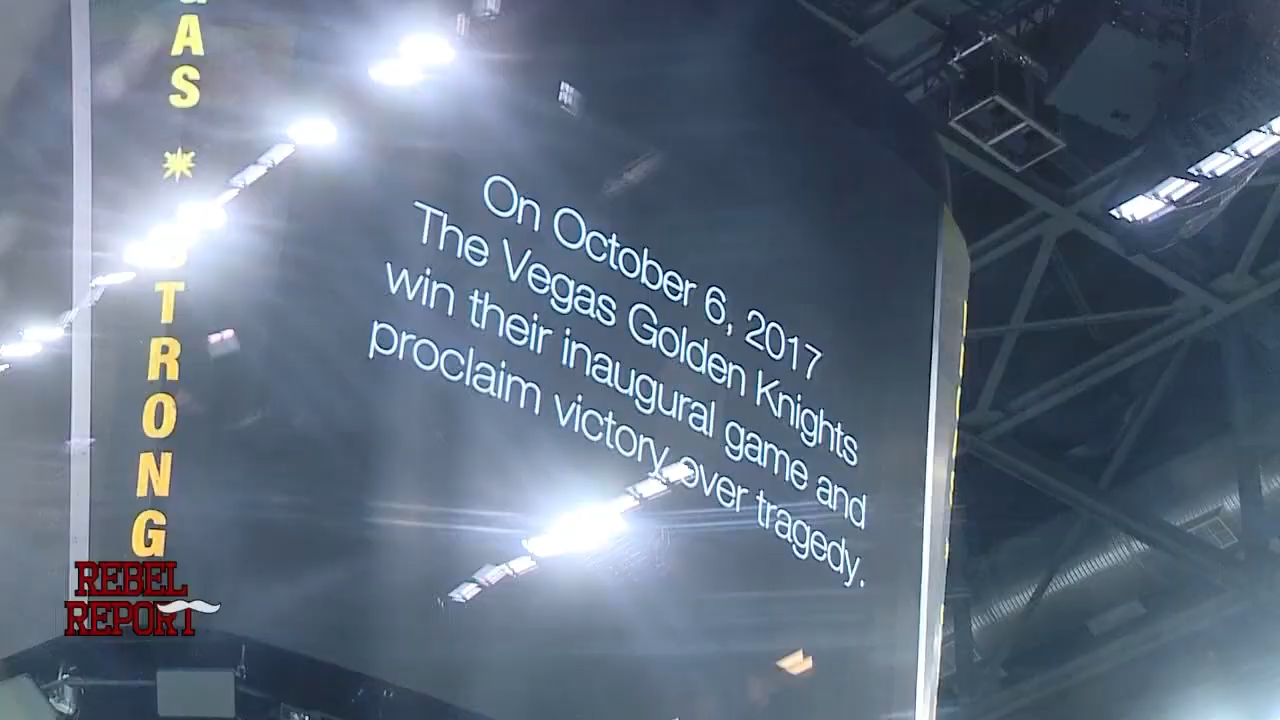 AS
STRONG
On October 6, 2017
The Vegas Golden Knights
win their inaugural game and
proclaim victory over tragedy.
REBEL
REPORT